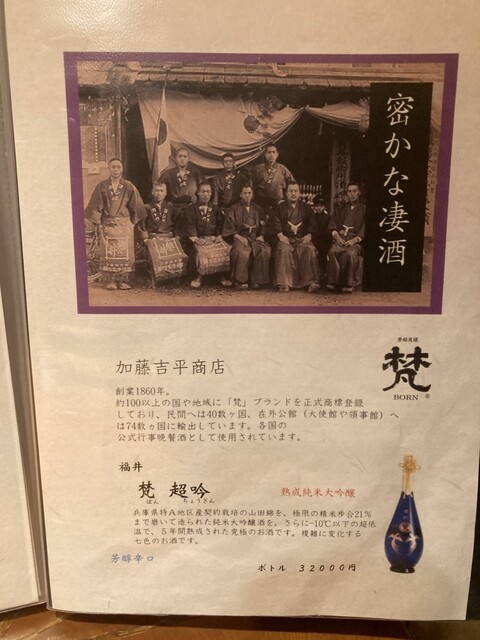 密かな凄酒
加藤吉平商店
梵
BORN ®
創業1860年。
約100以上の国や地域に「梵」ブランドを正式商標登録
しており、民間へは40数ヶ国、在外公館（大使館や領事館）へ
は74数ヵ国に輸出しています。各国の
公式行事晩餐酒として使用されています。
福井
梵 超吟
ぼん ちょうぎん
熟成純米大吟醸
兵庫県特A地区産契約栽培の山田錦を、極限の精米歩合21%
まで磨いて造られた純米大吟醸酒を、さらに-10℃以下の超低
温で、5年間熟成された究極のお酒です。複雑に変化する
七色のお酒です。
芳醇辛口
ボトル 32000円